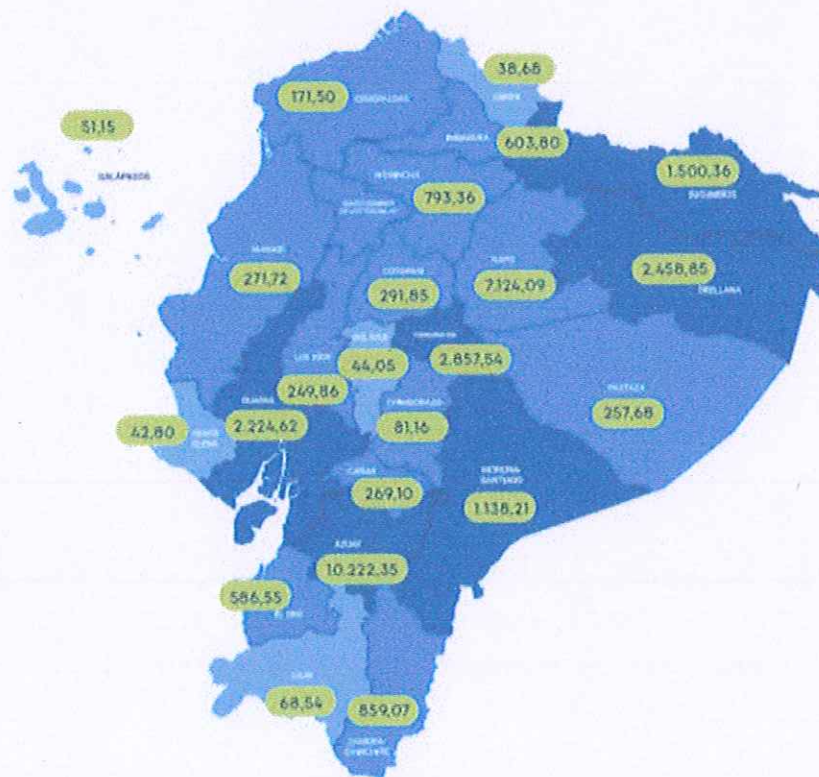 38,68
171,50
ESMERALDAS
CARCHI
51,15
IMBABURA
603,80
GALÁPAGOS
1.500,36
SUCUMBÍOS
PICHINCHA
793,36
MANABÍ
271,72
COTOPAXI
291,85
NAPO
7.124,09
2.458,85
ORELLANA
LOS RÍOS
249,86
44,05
2.857,54
PASTAZA
257,68
GUAYAS
2.224,62
42,80
SANTA
ELENA
CHIMBORAZO
81,16
CAÑAR
269,10
MORONA
SANTIAGO
1.138,21
AZUAY
10.222,35
586,55
EL ORO
LOJA
68,54
859,07
ZAMORA
CHINCHIPE